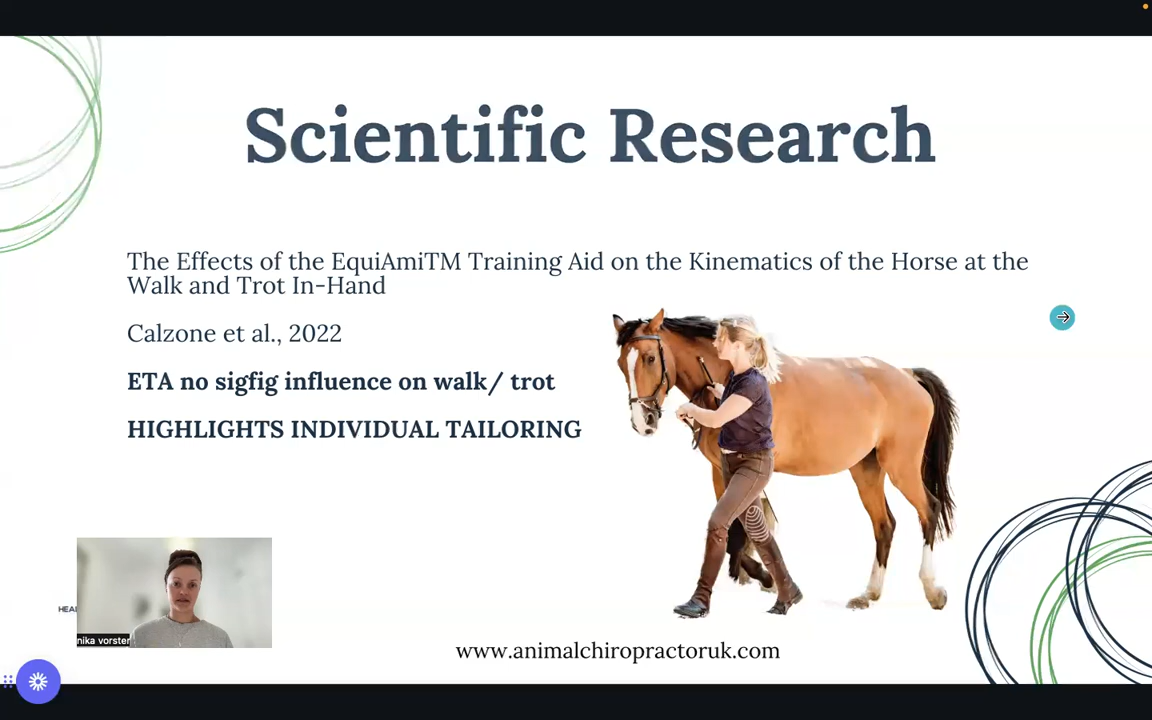 Scientific Research
The Effects of the EquiAmiTM Training Aid on the Kinematics of the Horse at the
Walk and Trot In-Hand
Calzone et al., 2022
ETA no sigfig influence on walk/ trot
HIGHLIGHTS INDIVIDUAL TAILORING
HEAL
nika vorster
www.animalchiropractoruk.com